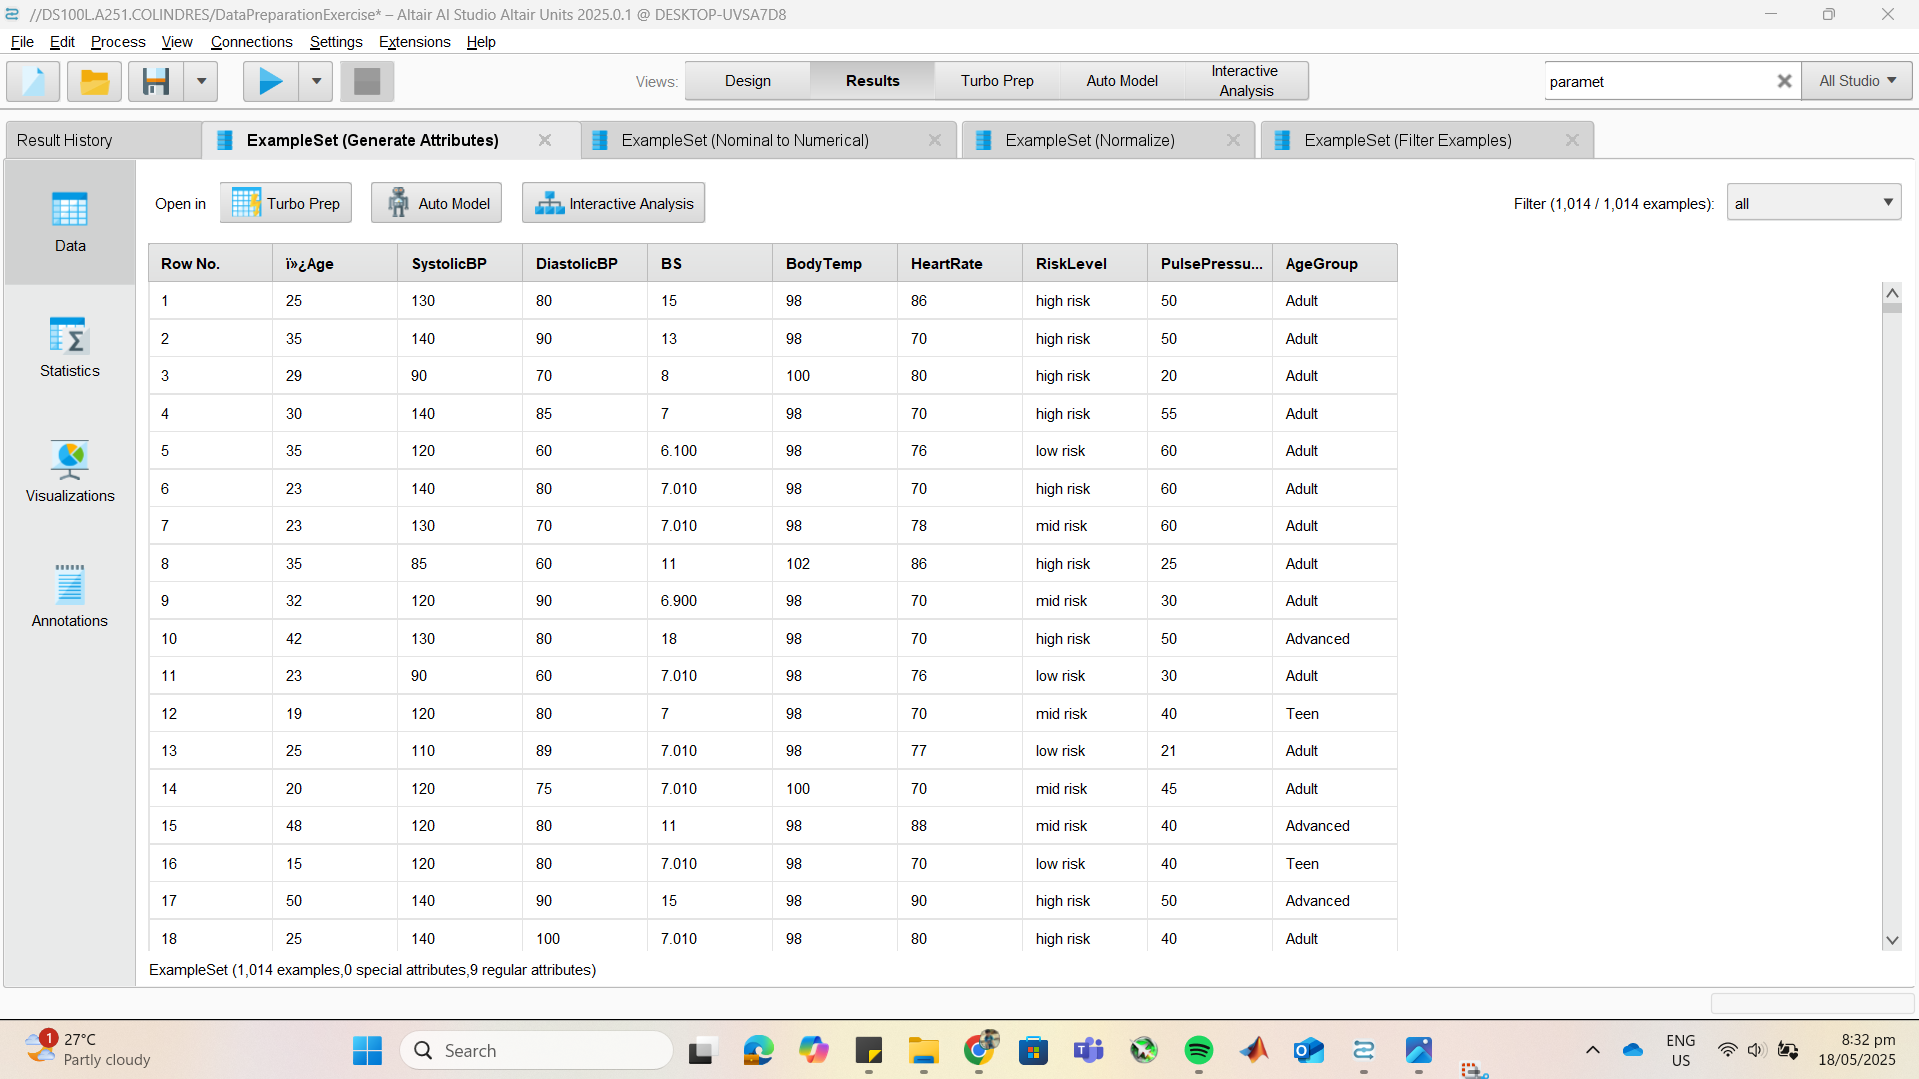 //DS100L.A251.COLINDRES/DataPreparationExercise* – Altair AI Studio Altair Units 2025.0.1 @ DESKTOP-UVSA7D8
File Edit Process View Connections Settings Extensions Help
Views: Design Results Turbo Prep Auto Model Interactive Analysis
paramet All Studio
Result History ExampleSet (Generate Attributes) ExampleSet (Nominal to Numerical) ExampleSet (Normalize) ExampleSet (Filter Examples)
Data
Statistics
Visualizations
Annotations
Open in Turbo Prep Auto Model Interactive Analysis Filter (1,014 / 1,014 examples): all
Row No. ï»¿Age SystolicBP DiastolicBP BS BodyTemp HeartRate RiskLevel PulsePressu... AgeGroup
1 25 130 80 15 98 86 high risk 50 Adult
2 35 140 90 13 98 70 high risk 50 Adult
3 29 90 70 8 100 80 high risk 20 Adult
4 30 140 85 7 98 70 high risk 55 Adult
5 35 120 60 6.100 98 76 low risk 60 Adult
6 23 140 80 7.010 98 70 high risk 60 Adult
7 23 130 70 7.010 98 78 mid risk 60 Adult
8 35 85 60 11 102 86 high risk 25 Adult
9 32 120 90 6.900 98 70 mid risk 30 Adult
10 42 130 80 18 98 70 high risk 50 Advanced
11 23 90 60 7.010 98 76 low risk 30 Adult
12 19 120 80 7 98 70 mid risk 40 Teen
13 25 110 89 7.010 98 77 low risk 21 Adult
14 20 120 75 7.010 100 70 mid risk 45 Adult
15 48 120 80 11 98 88 mid risk 40 Advanced
16 15 120 80 7.010 98 70 low risk 40 Teen
17 50 140 90 15 98 90 high risk 50 Advanced
18 25 140 100 7.010 98 80 high risk 40 Adult
ExampleSet (1,014 examples,0 special attributes,9 regular attributes)
1
27°C
Partly cloudy
Search
ENG
US
8:32 pm
18/05/2025